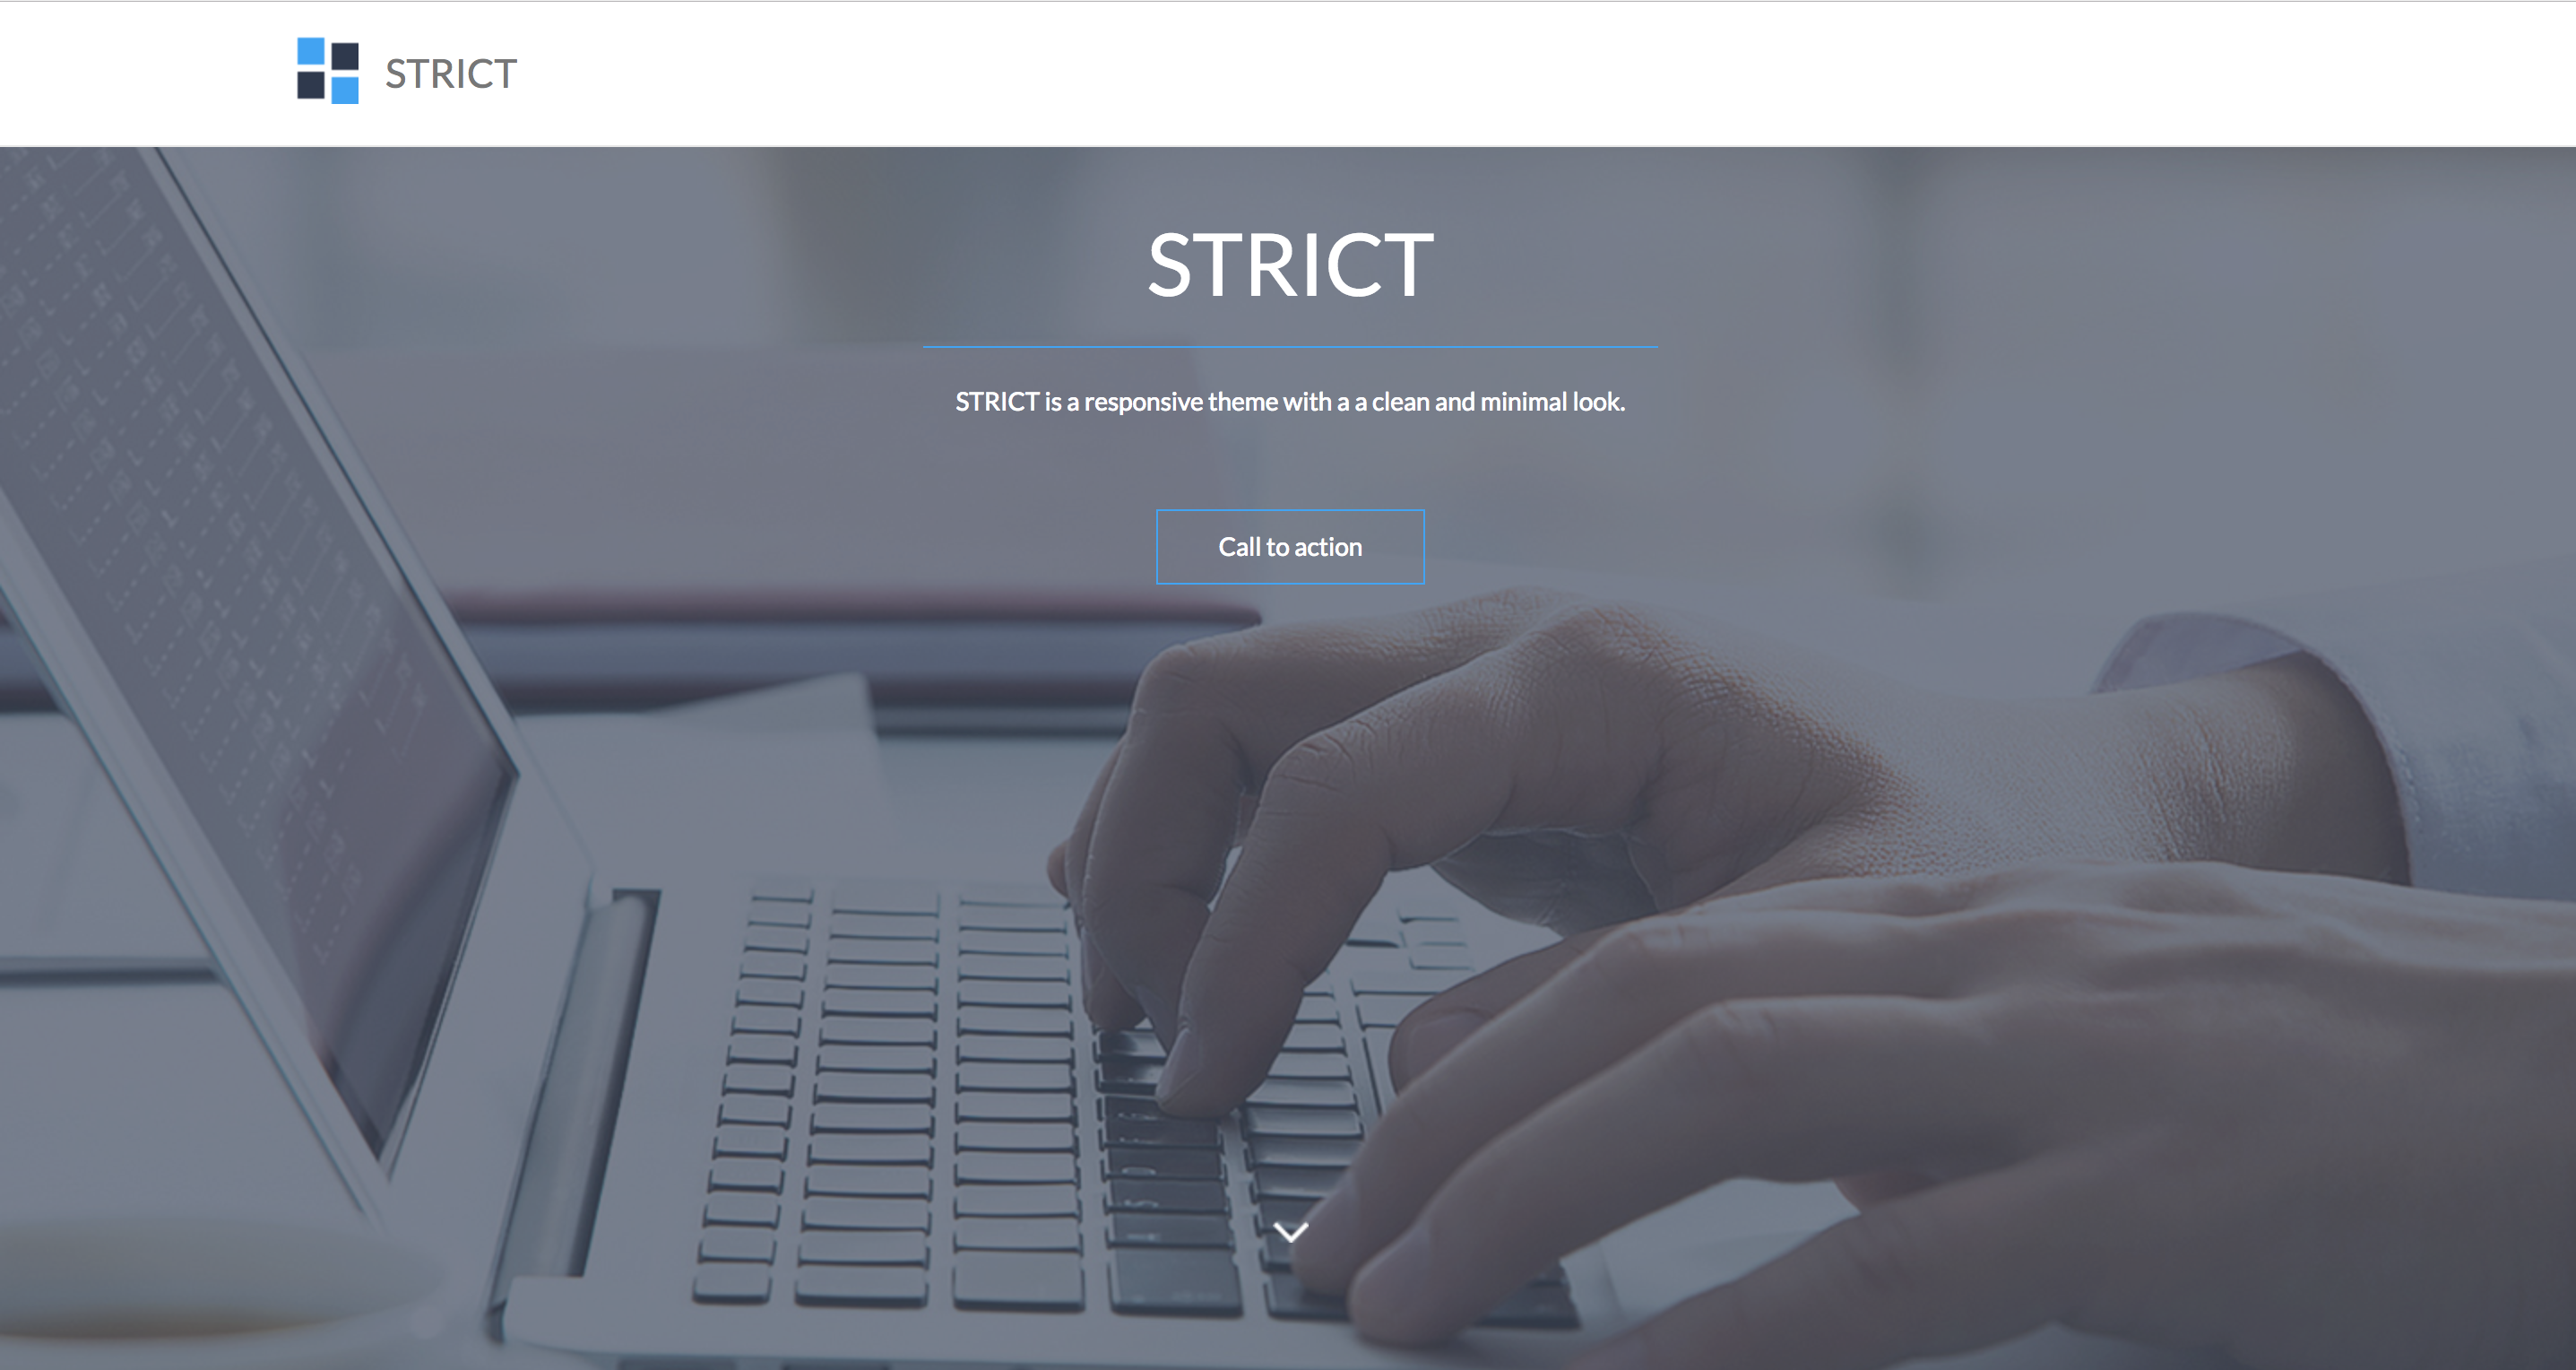 STRICT
STRICT
STRICT is a responsive theme with a a clean and minimal look.
Call to action